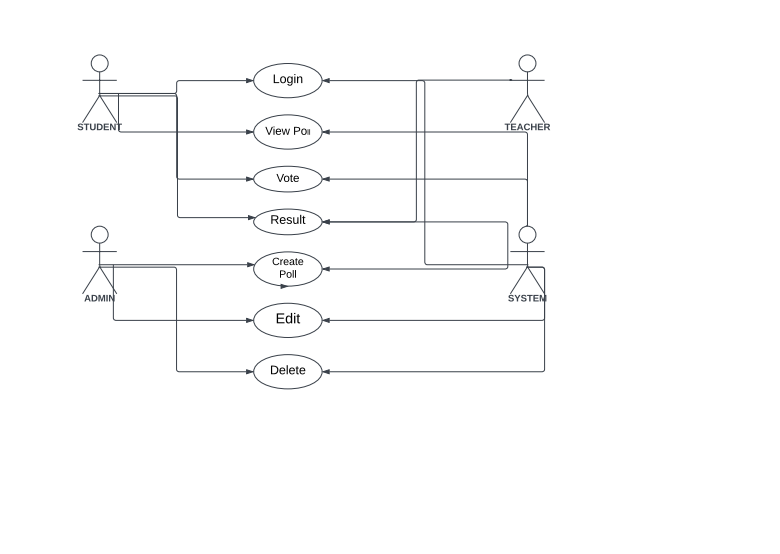 Login
STUDENT
View Poll
TEACHER
Vote
Result
Create
Poll
ADMIN
SYSTEM
Edit
Delete